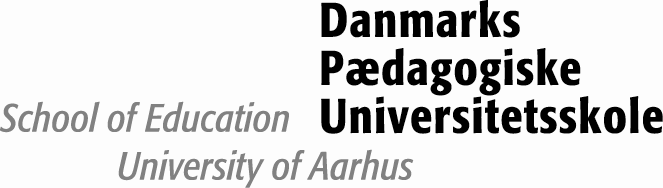 Danmarks
Pædagogiske
School of Education Universitetsskole
University of Aarhus